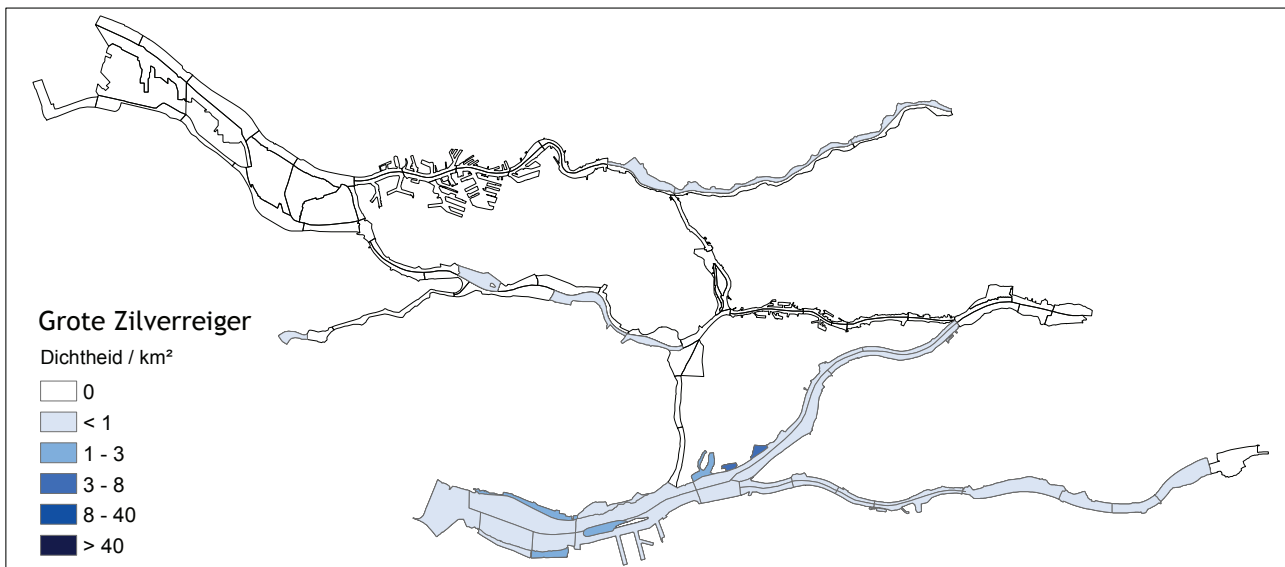 Grote Zilverreiger
Dichtheid / km²
0
< 1
1 - 3
3 - 8
8 - 40
> 40